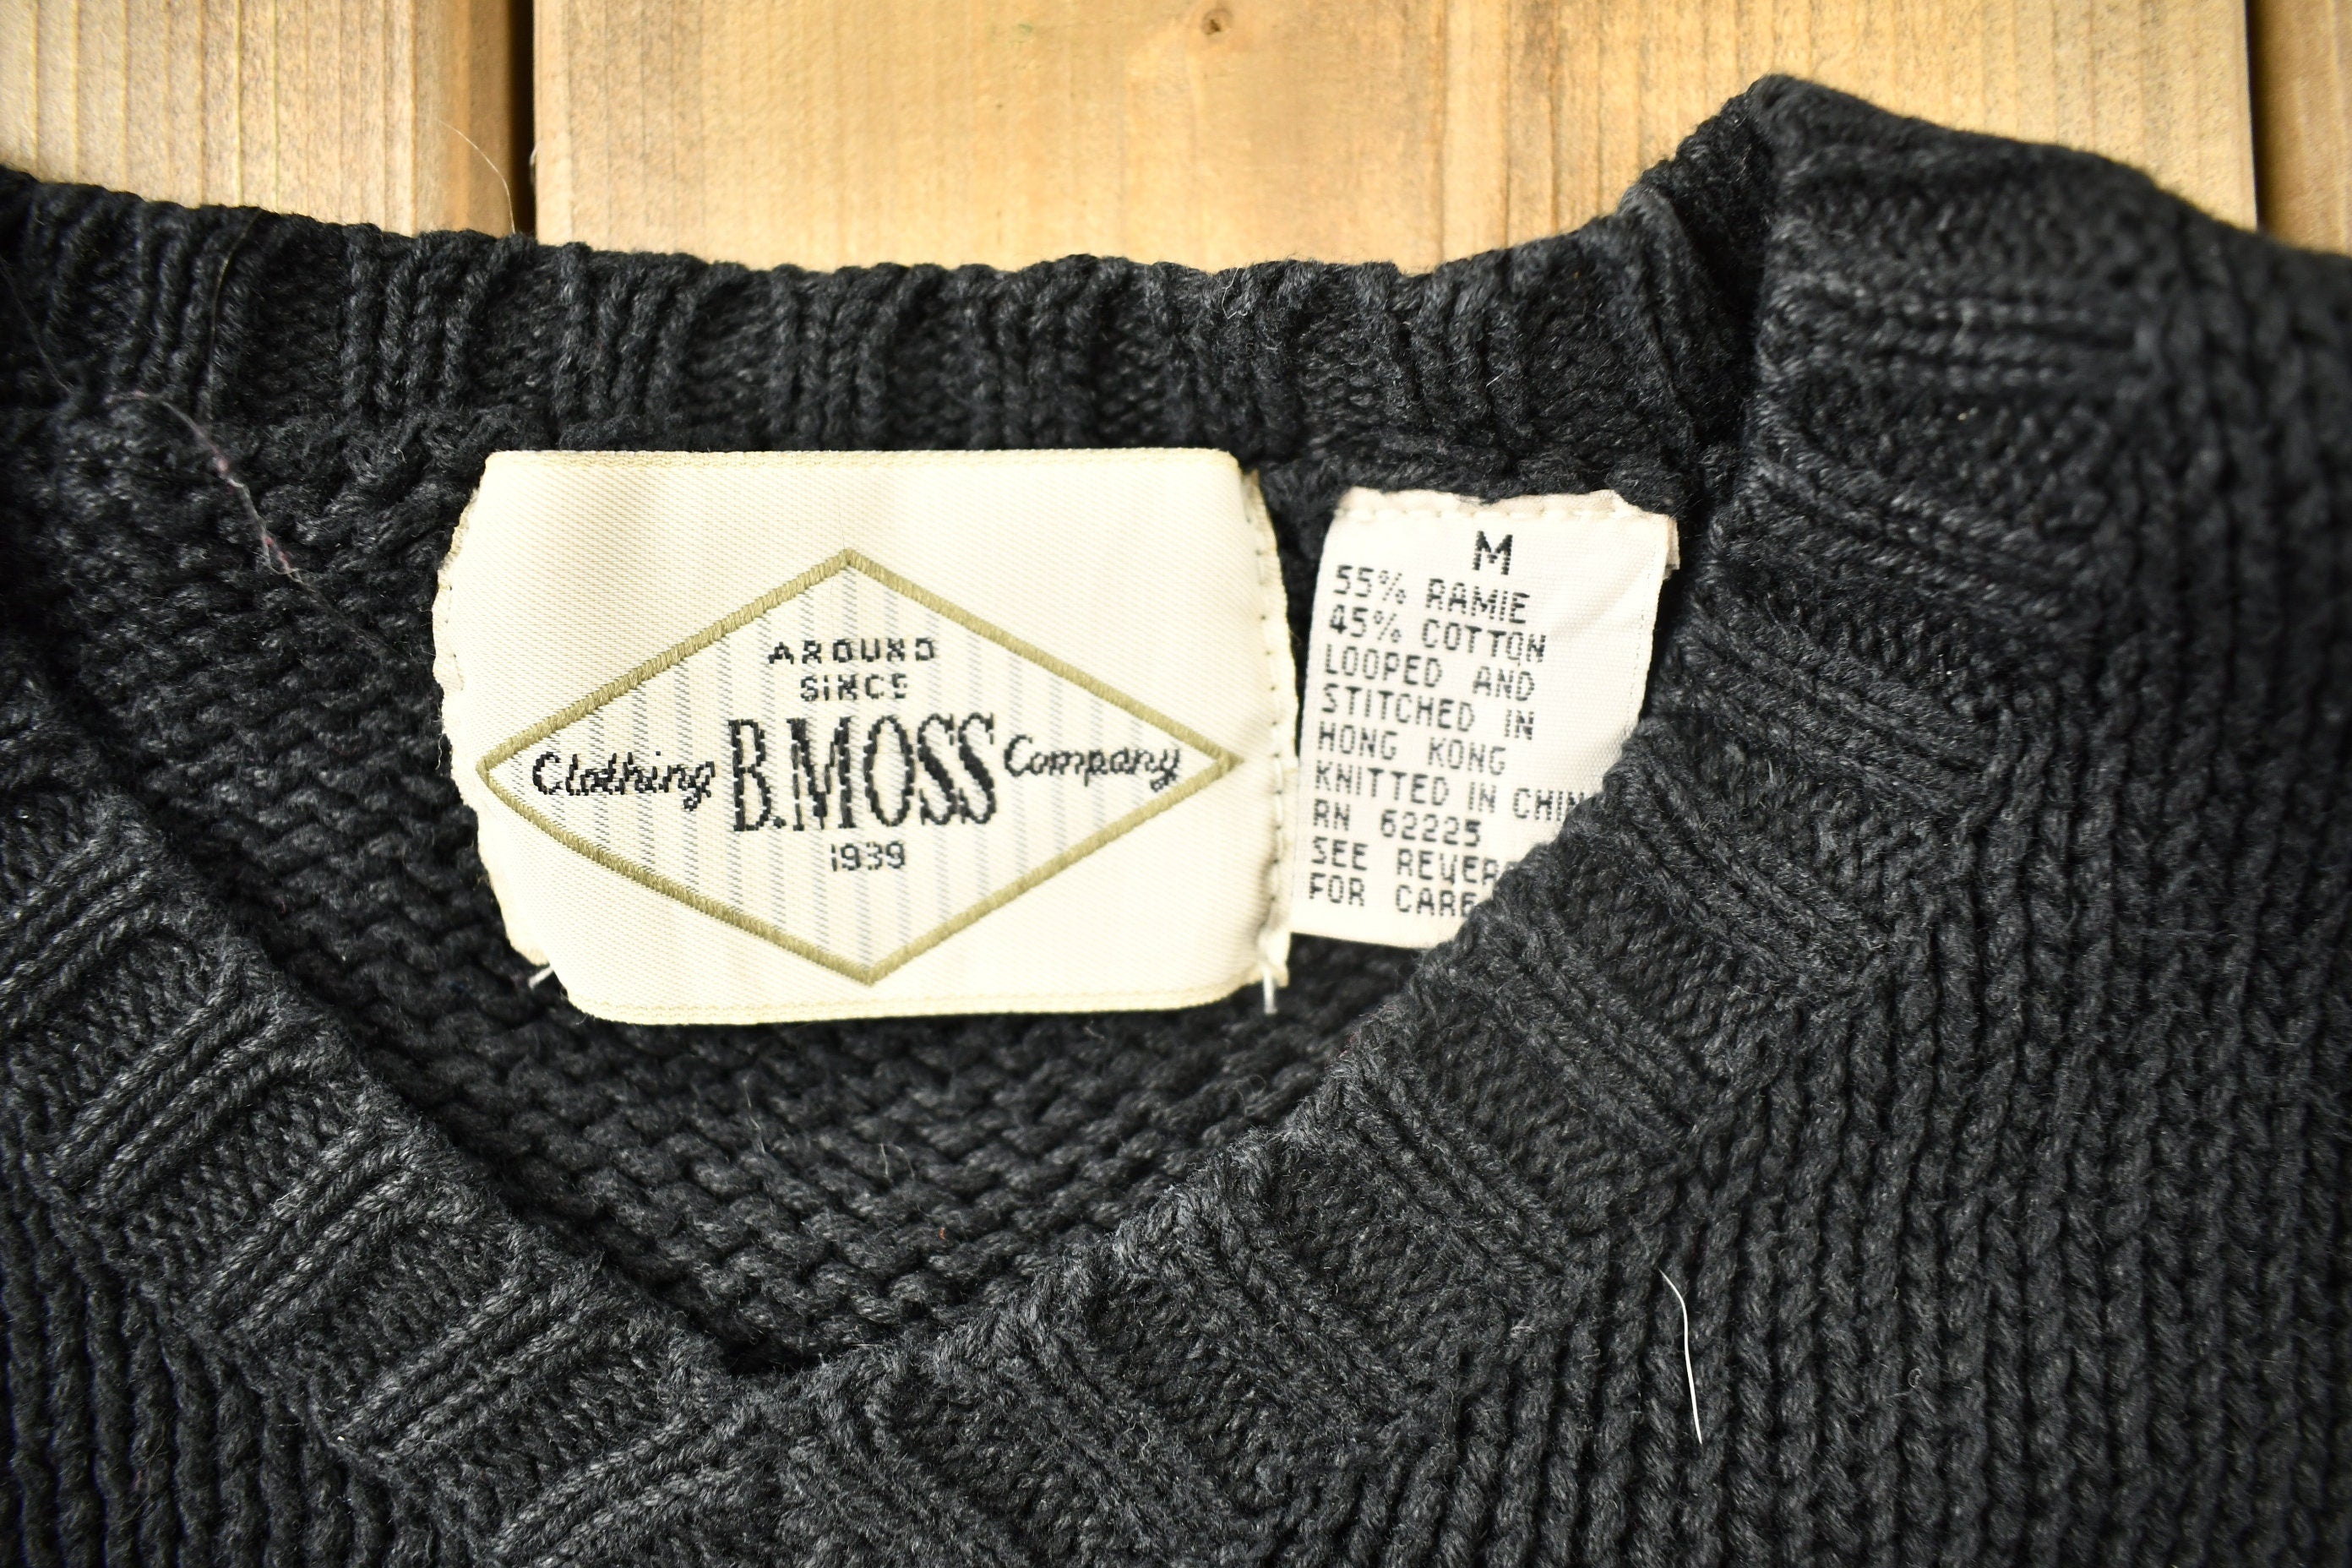 AROUND
SINCE
Clothing B.MOSS Company
1939
M
55% RAMIE
45% COTTON
LOOPED AND
STITCHED IN
HONG KONG
KNITTED IN CHIN
RN 62225
SEE REVER
FOR CARE